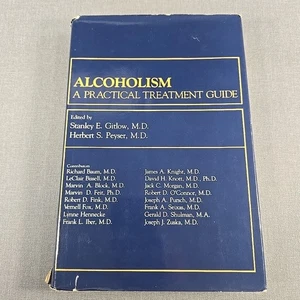 ALCOHOLISM
A PRACTICAL TREATMENT GUIDE
Edited by
Stanley E. Gitlow, M.D.
Herbert S. Peyser, M.D.
Contributors
Richard Baum, M.D.
LeClair Bissell, M.D.
Marvin A. Block, M.D.
Marvin D. Feit, Ph.D.
Robert D. Fink, M.D.
Vernell Fox, M.D.
Lynne Hennecke
Frank L. Iber, M.D.
James A. Knight, M.D.
David H. Knott, M.D., Ph.D.
Jack C. Morgan, M.D.
Robert D. O'Connor, M.D.
Joseph A. Pursch, M.D.
Frank A. Seixas, M.D.
Gerald D. Shulman, M.A.
Joseph J. Zuska, M.D.